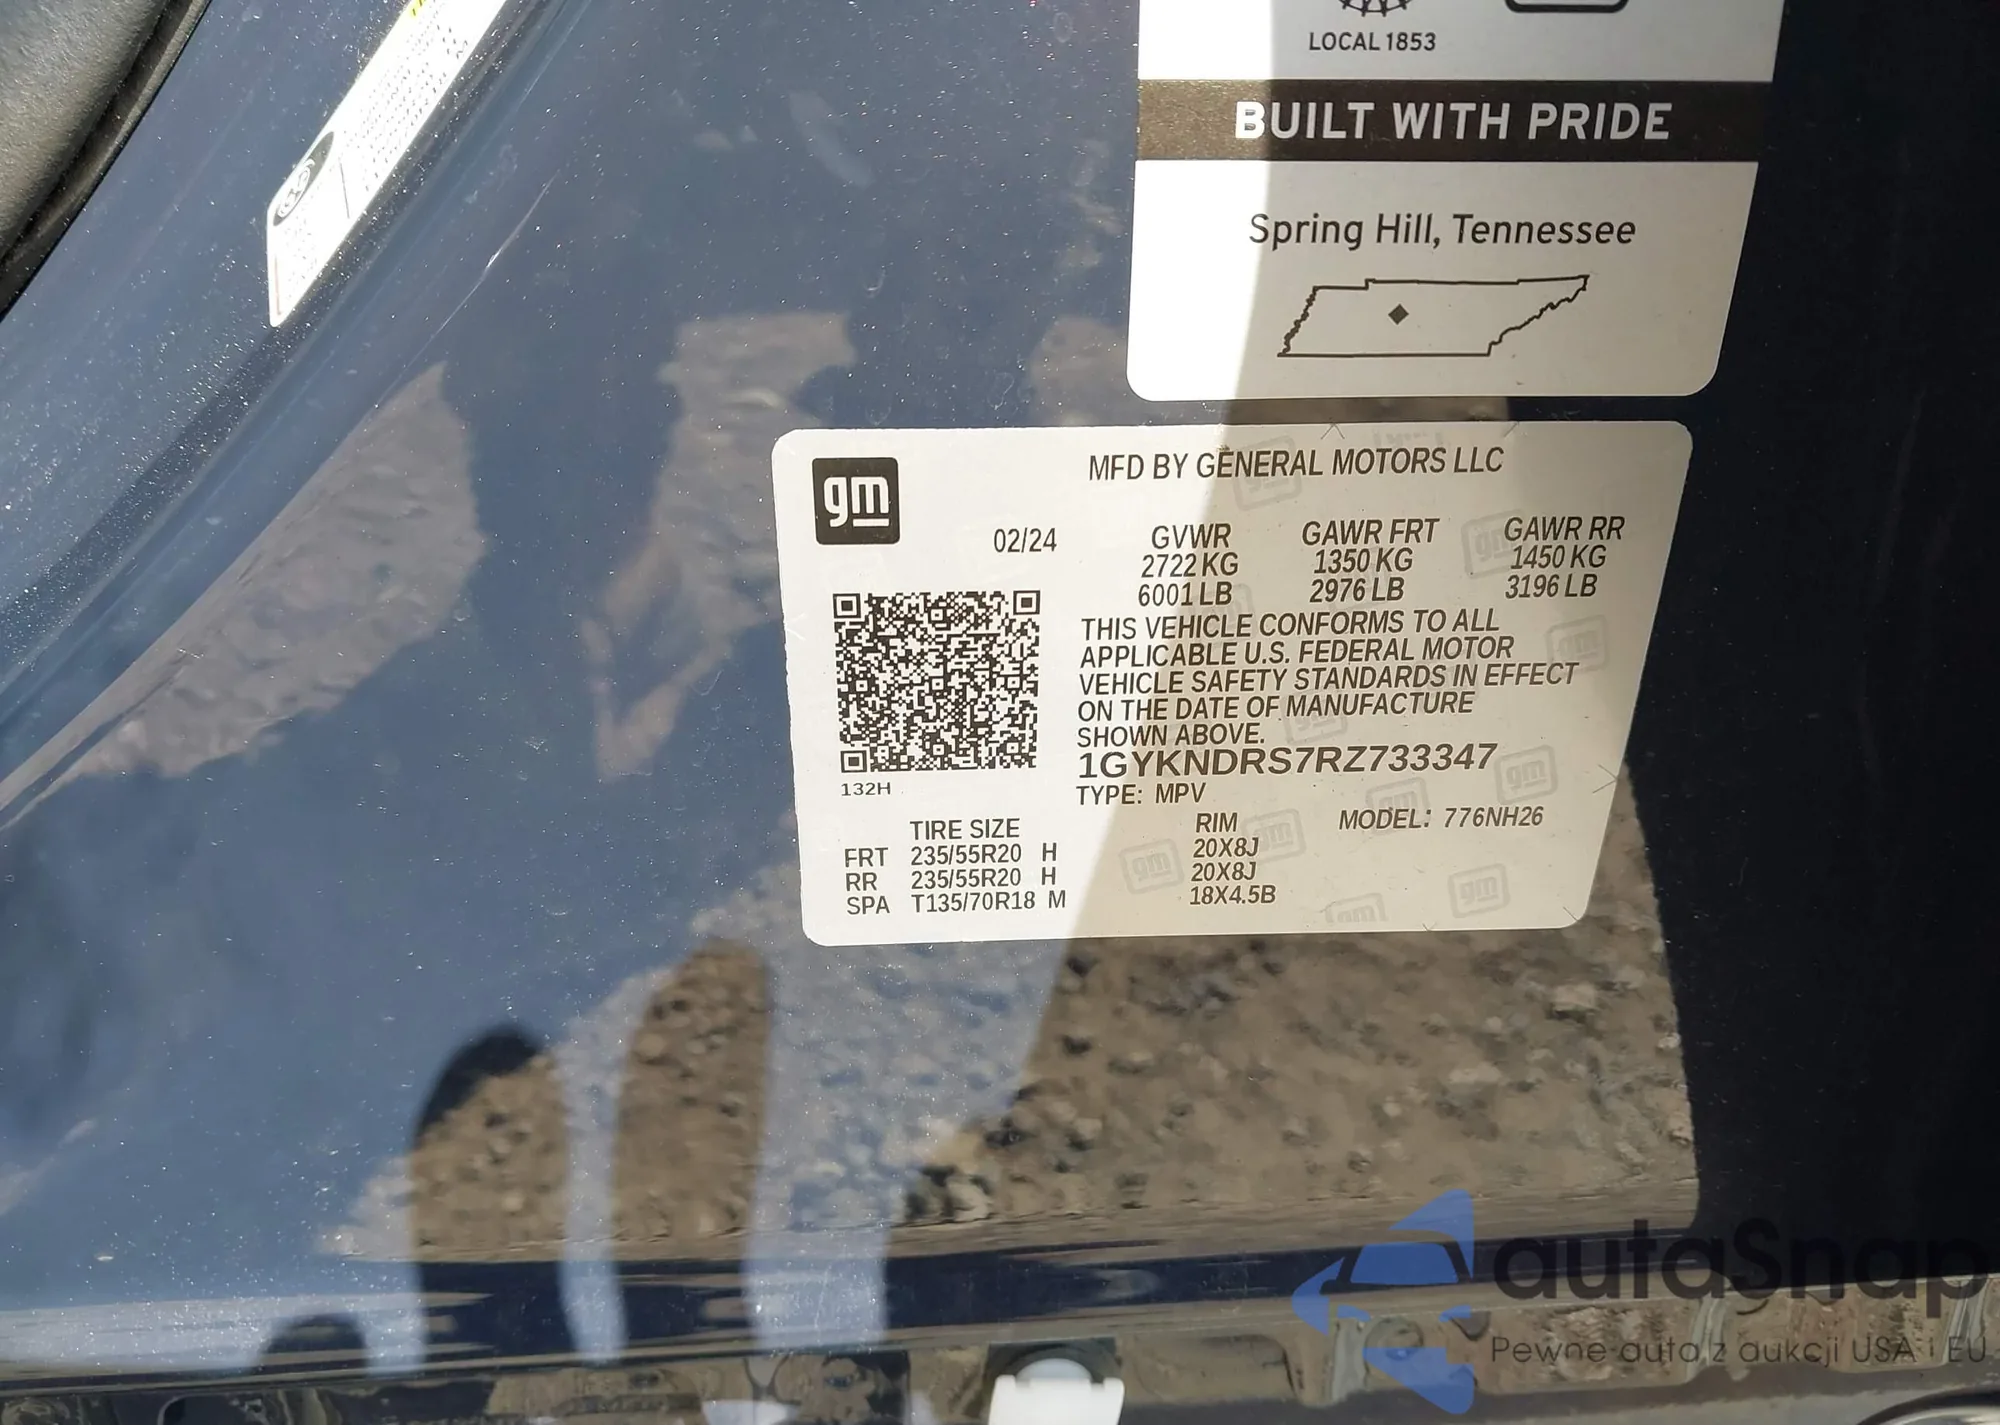 LOCAL 1853
BUILT WITH PRIDE
Spring Hill, Tennessee
gm
MFD BY GENERAL MOTORS LLC
02/24 GVWR GAWR FRT GAWR RR
2722 KG 1350 KG 1450 KG
6001 LB 2976 LB 3196 LB
THIS VEHICLE CONFORMS TO ALL
APPLICABLE U.S. FEDERAL MOTOR
VEHICLE SAFETY STANDARDS IN EFFECT
ON THE DATE OF MANUFACTURE
SHOWN ABOVE.
1GYKNDRS7RZ733347
132H
TYPE: MPV
TIRE SIZE RIM MODEL: 776NH26
FRT 235/55R20 H 20X8J
RR 235/55R20 H 20X8J
SPA T135/70R18 M 18X4.5B
autaSnap
Pewne auta z aukcji USA i EU